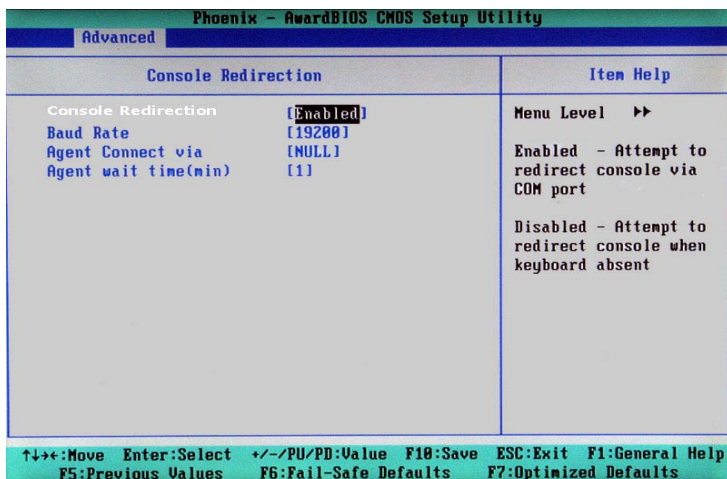 Phoenix - AwardBIOS CMOS Setup Utility
Advanced
Console Redirection
Item Help
Console Redirection [Enabled]
Baud Rate [19200]
Agent Connect via [NULL]
Agent wait time(min) [1]
Menu Level ►►
Enabled - Attempt to
redirect console via
COM port
Disabled - Attempt to
redirect console when
keyboard absent
↑↓→←:Move Enter:Select +/-/PU/PD:Value F10:Save ESC:Exit F1:General Help
F5:Previous Values F6:Fail-Safe Defaults F7:Optimized Defaults